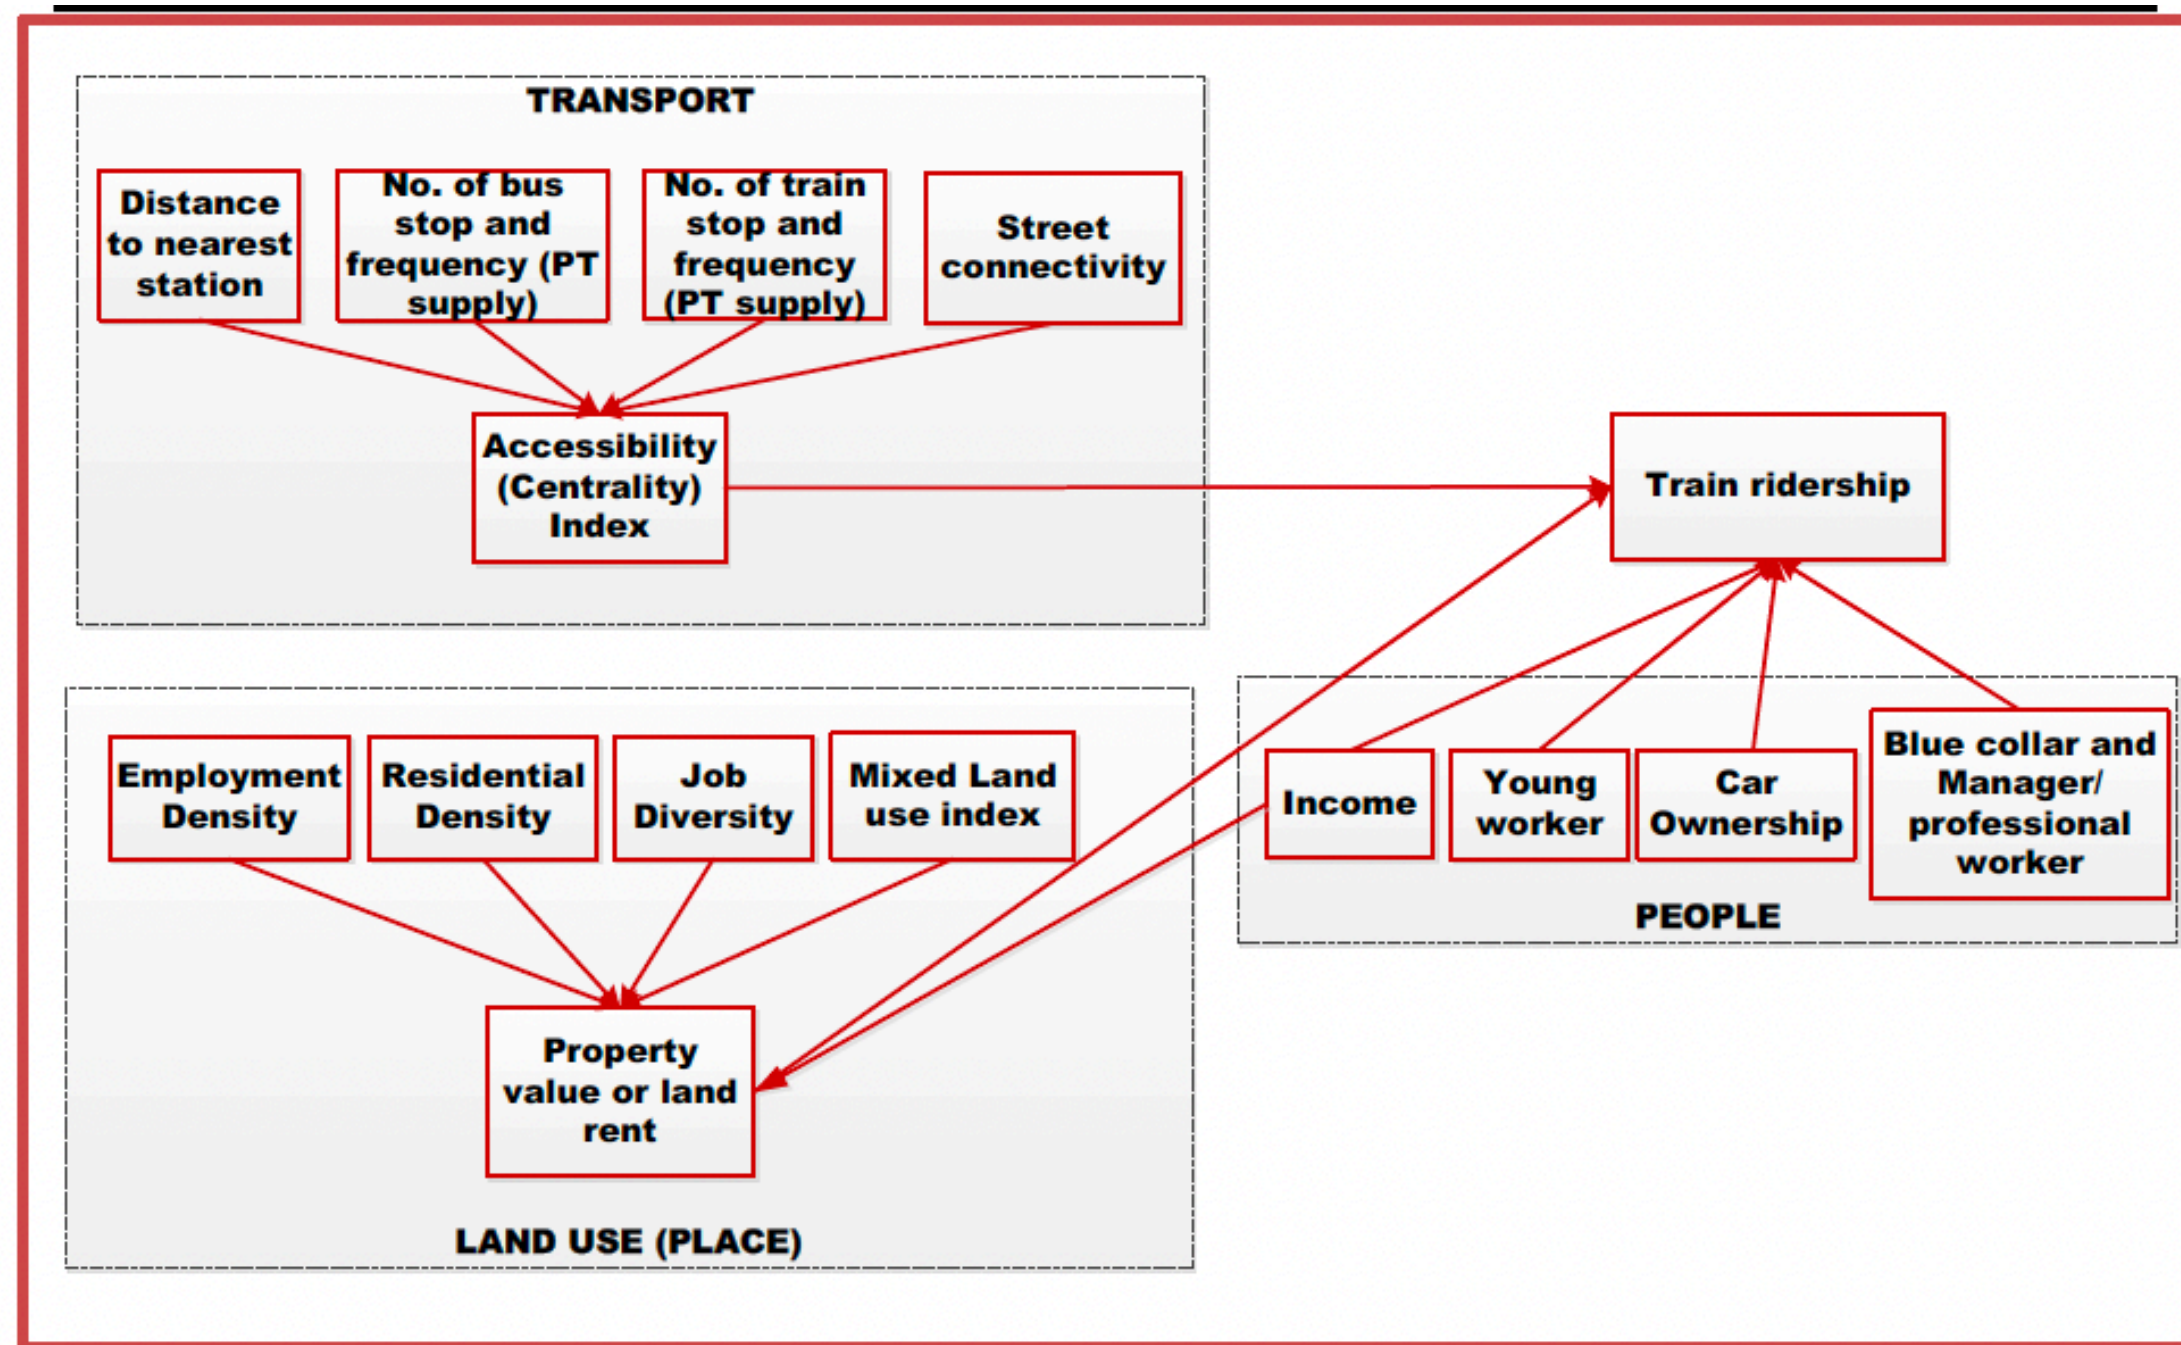 TRANSPORT
Distance
to nearest
station
No. of bus
stop and
frequency (PT
supply)
No. of train
stop and
frequency
(PT supply)
Street
connectivity
Accessibility
(Centrality)
Index
Train ridership
Employment
Density
Residential
Density
Job
Diversity
Mixed Land
use index
Property
value or land
rent
LAND USE (PLACE)
Income
Young
worker
Car
Ownership
Blue collar and
Manager/
professional
worker
PEOPLE